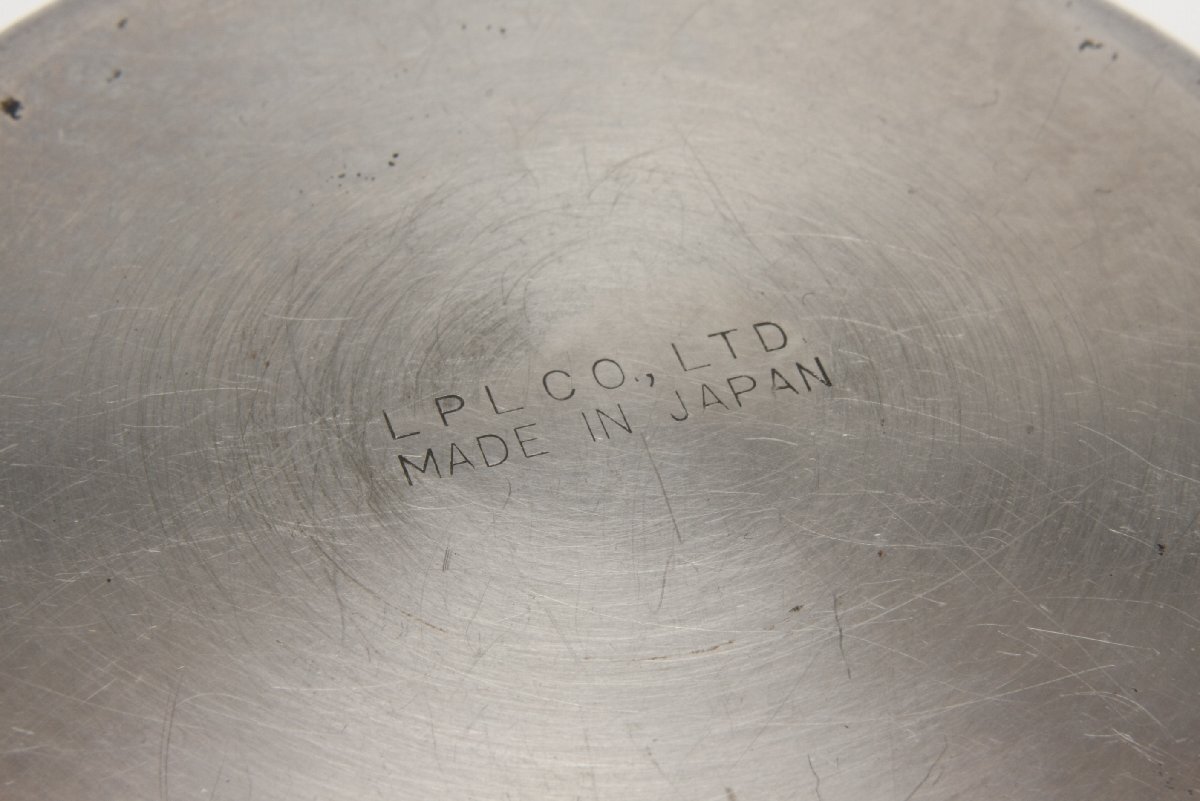 LPL CO., LTD.
MADE IN JAPAN